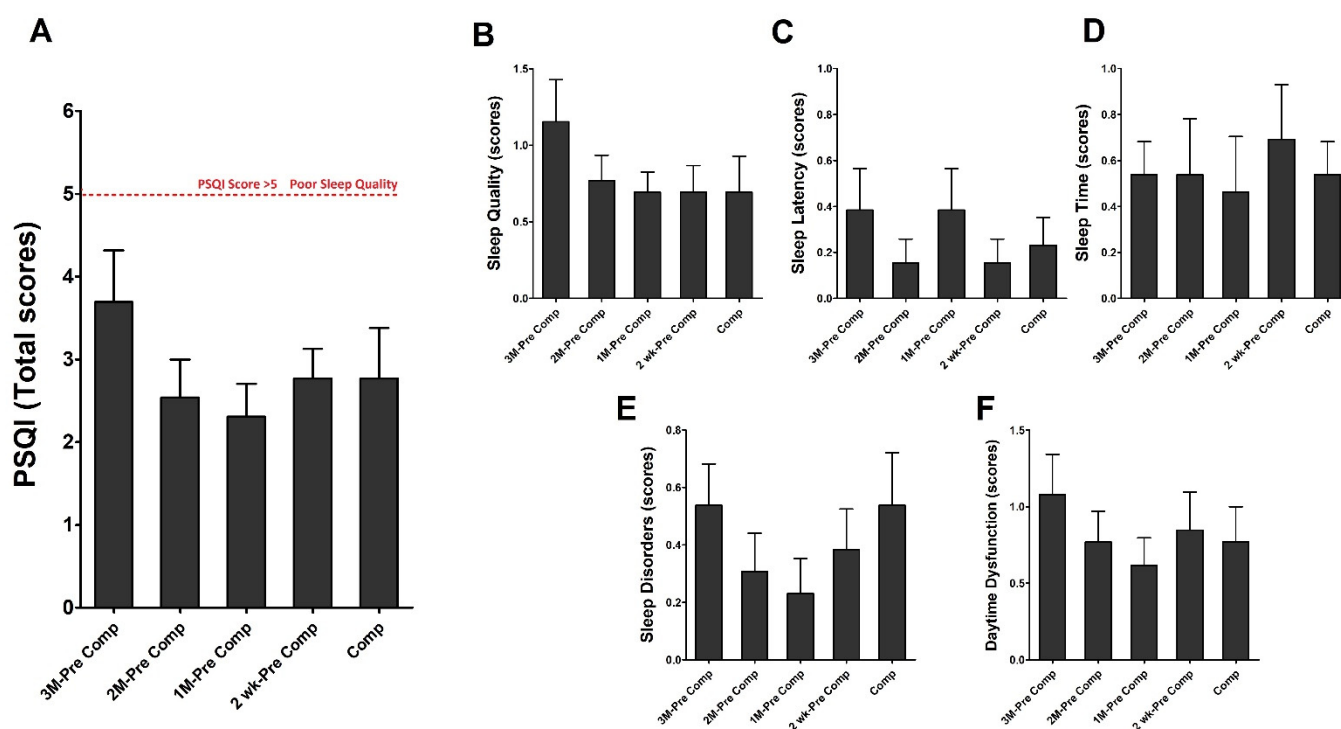 A
PSQI (Total scores)
6
5
4
3
2
1
0
PSQI Score >5 Poor Sleep Quality
3M-Pre Comp
2M-Pre Comp
1M-Pre Comp
2 wk-Pre Comp
Comp
B
Sleep Quality (scores)
1.5
1.0
0.5
0.0
3M-Pre Comp
2M-Pre Comp
1M-Pre Comp
2 wk-Pre Comp
Comp
C
Sleep Latency (scores)
1.0
0.8
0.6
0.4
0.2
0.0
3M-Pre Comp
2M-Pre Comp
1M-Pre Comp
2 wk-Pre Comp
Comp
D
Sleep Time (scores)
1.0
0.8
0.6
0.4
0.2
0.0
3M-Pre Comp
2M-Pre Comp
1M-Pre Comp
2 wk-Pre Comp
Comp
E
Sleep Disorders (scores)
0.8
0.6
0.4
0.2
0.0
3M-Pre Comp
2M-Pre Comp
1M-Pre Comp
2 wk-Pre Comp
Comp
F
Daytime Dysfunction (scores)
1.5
1.0
0.5
0.0
3M-Pre Comp
2M-Pre Comp
1M-Pre Comp
2 wk-Pre Comp
Comp